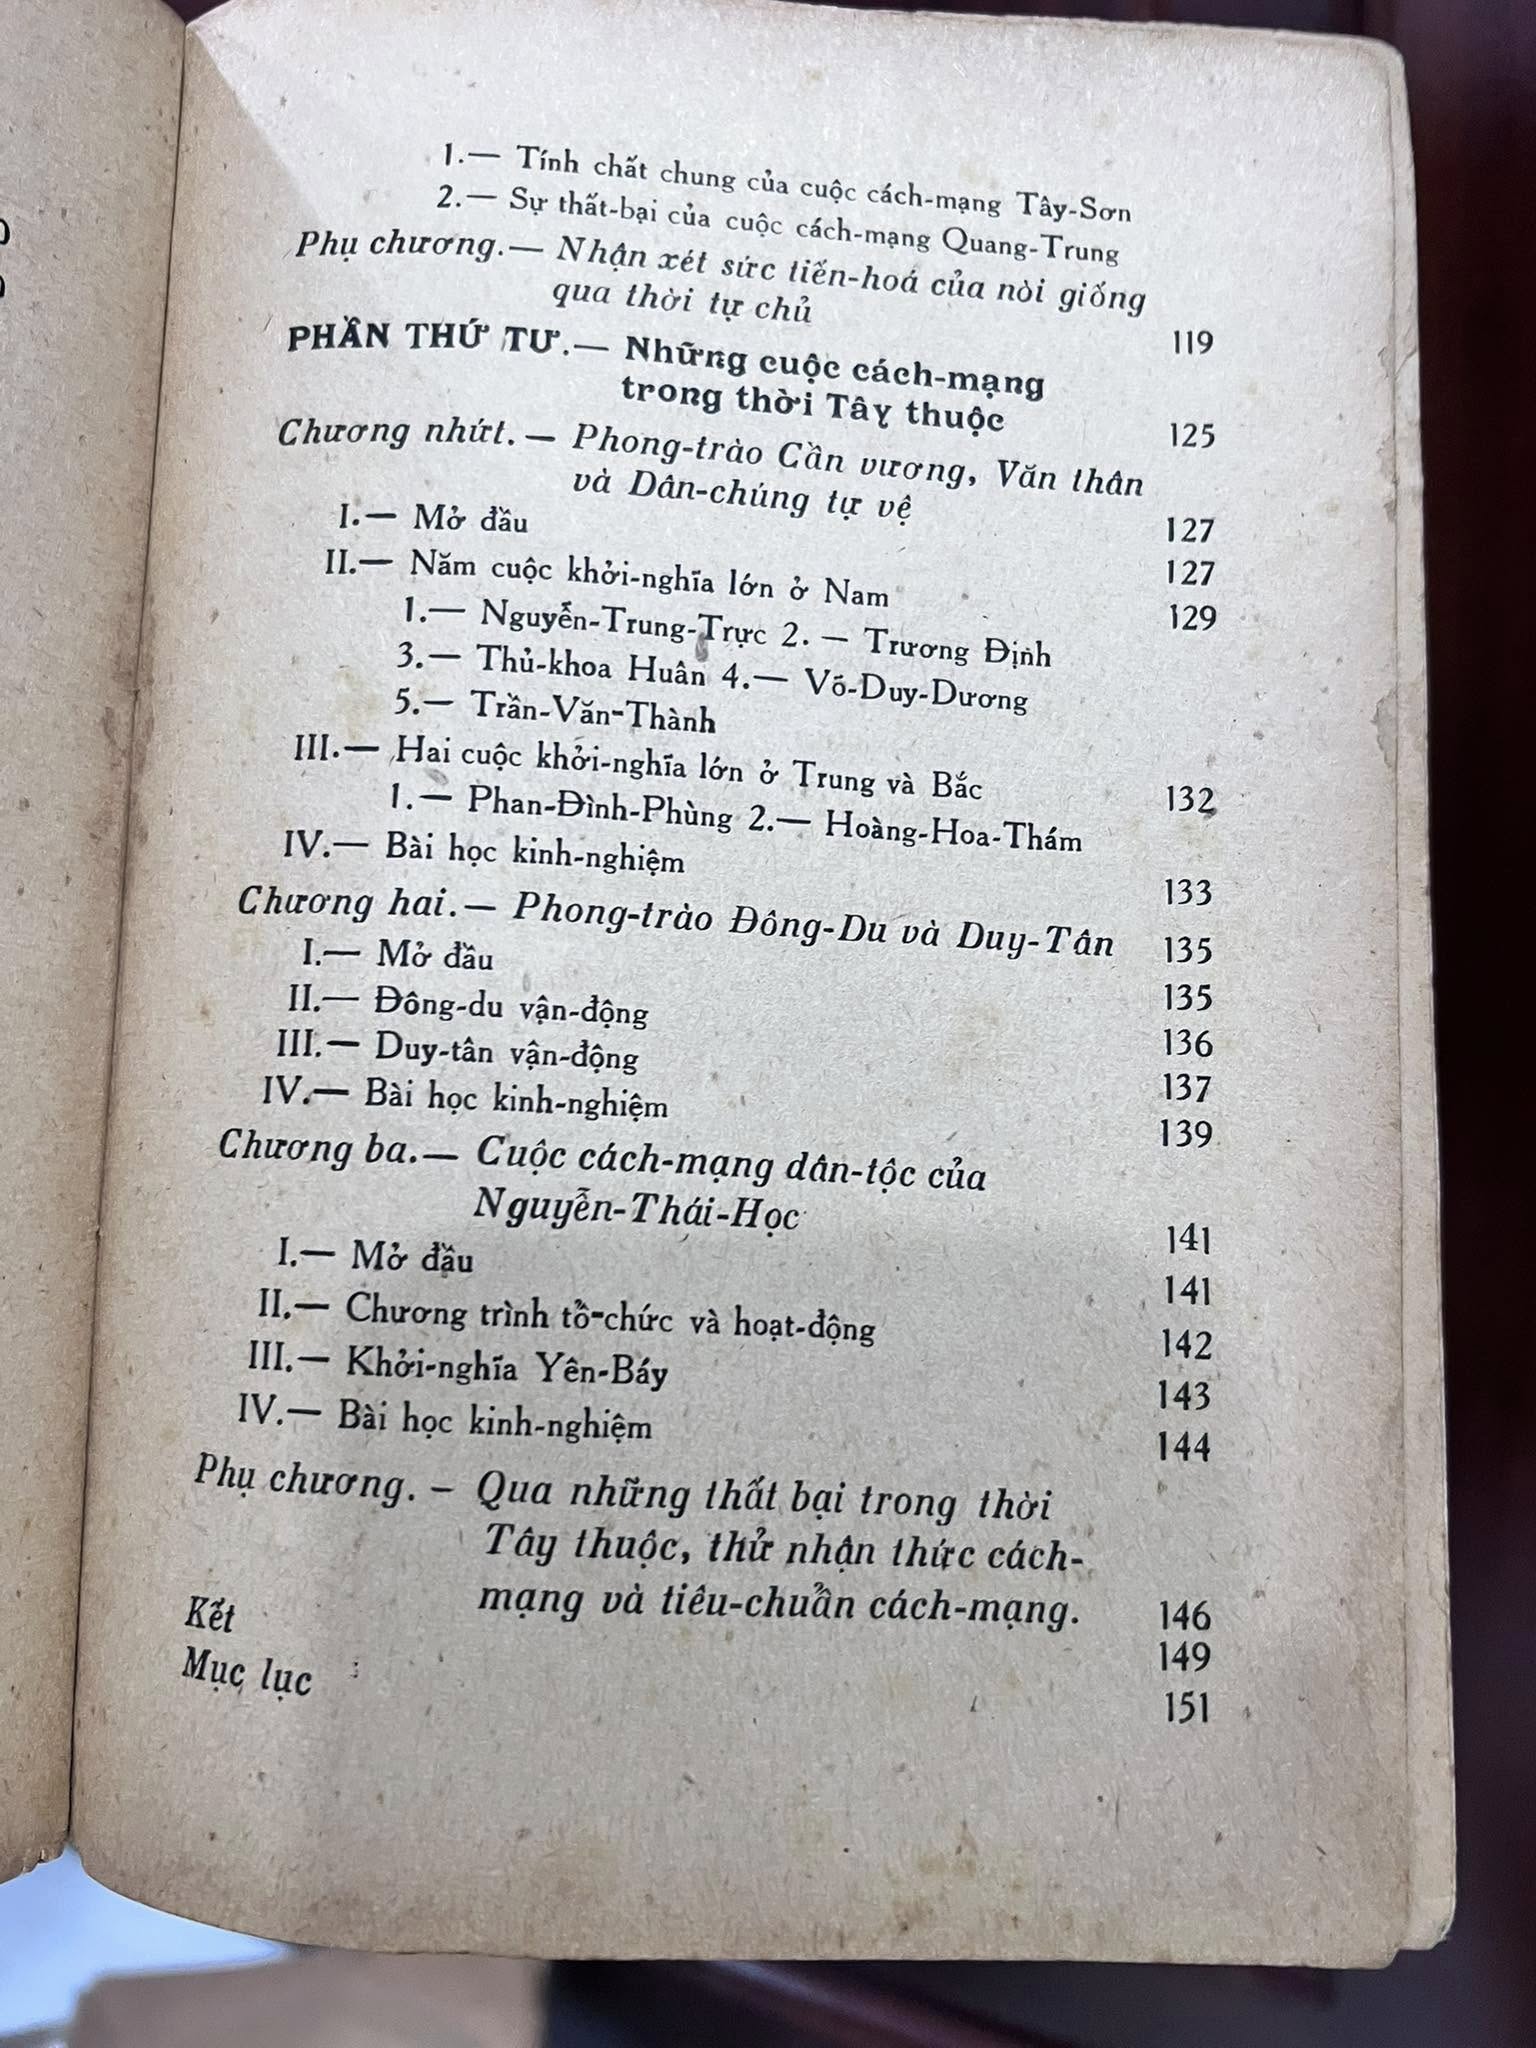 1.— Tính chất chung của cuộc cách-mạng Tây-Sơn
2.— Sự thất-bại của cuộc cách-mạng Quang-Trung
Phụ chương.— Nhận xét sức tiến-hoá của nòi giống
qua thời tự chủ 119
PHẦN THỨ TƯ.— Những cuộc cách-mạng
trong thời Tây thuộc 125
Chương nhứt.— Phong-trào Cần vương, Văn thân
và Dân-chúng tự vệ 127
I.— Mở đầu 127
II.— Năm cuộc khởi-nghĩa lớn ở Nam 129
1.— Nguyễn-Trung-Trực 2.— Trương Định
3.— Thủ-khoa Huân 4.— Võ-Duy-Dương
5.— Trần-Văn-Thành
III.— Hai cuộc khởi-nghĩa lớn ở Trung và Bắc 132
1.— Phan-Đình-Phùng 2.— Hoàng-Hoa-Thám
IV.— Bài học kinh-nghiệm 133
Chương hai.— Phong-trào Đông-Du và Duy-Tân 135
I.— Mở đầu 135
II.— Đông-du vận-động 136
III.— Duy-tân vận-động 137
IV.— Bài học kinh-nghiệm 139
Chương ba.— Cuộc cách-mạng dân-tộc của
Nguyễn-Thái-Học 141
I.— Mở đầu 141
II.— Chương trình tổ-chức và hoạt-động 142
III.— Khởi-nghĩa Yên-Báy 143
IV.— Bài học kinh-nghiệm 144
Phụ chương. — Qua những thất bại trong thời
Tây thuộc, thử nhận thức cách-
mạng và tiêu-chuẩn cách-mạng. 146
Kết 149
Mục lục 151